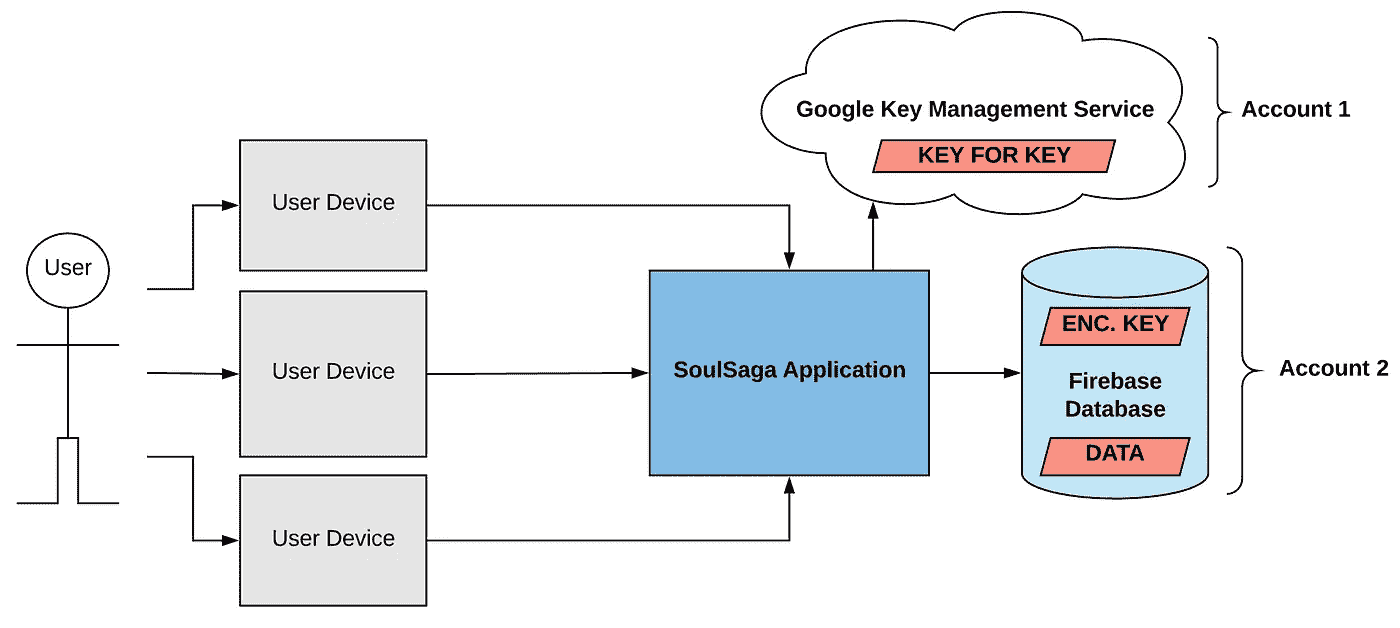 Google Key Management Service
KEY FOR KEY
Account 1
User Device
User
User Device
User Device
SoulSaga Application
ENC. KEY
Firebase
Database
DATA
Account 2